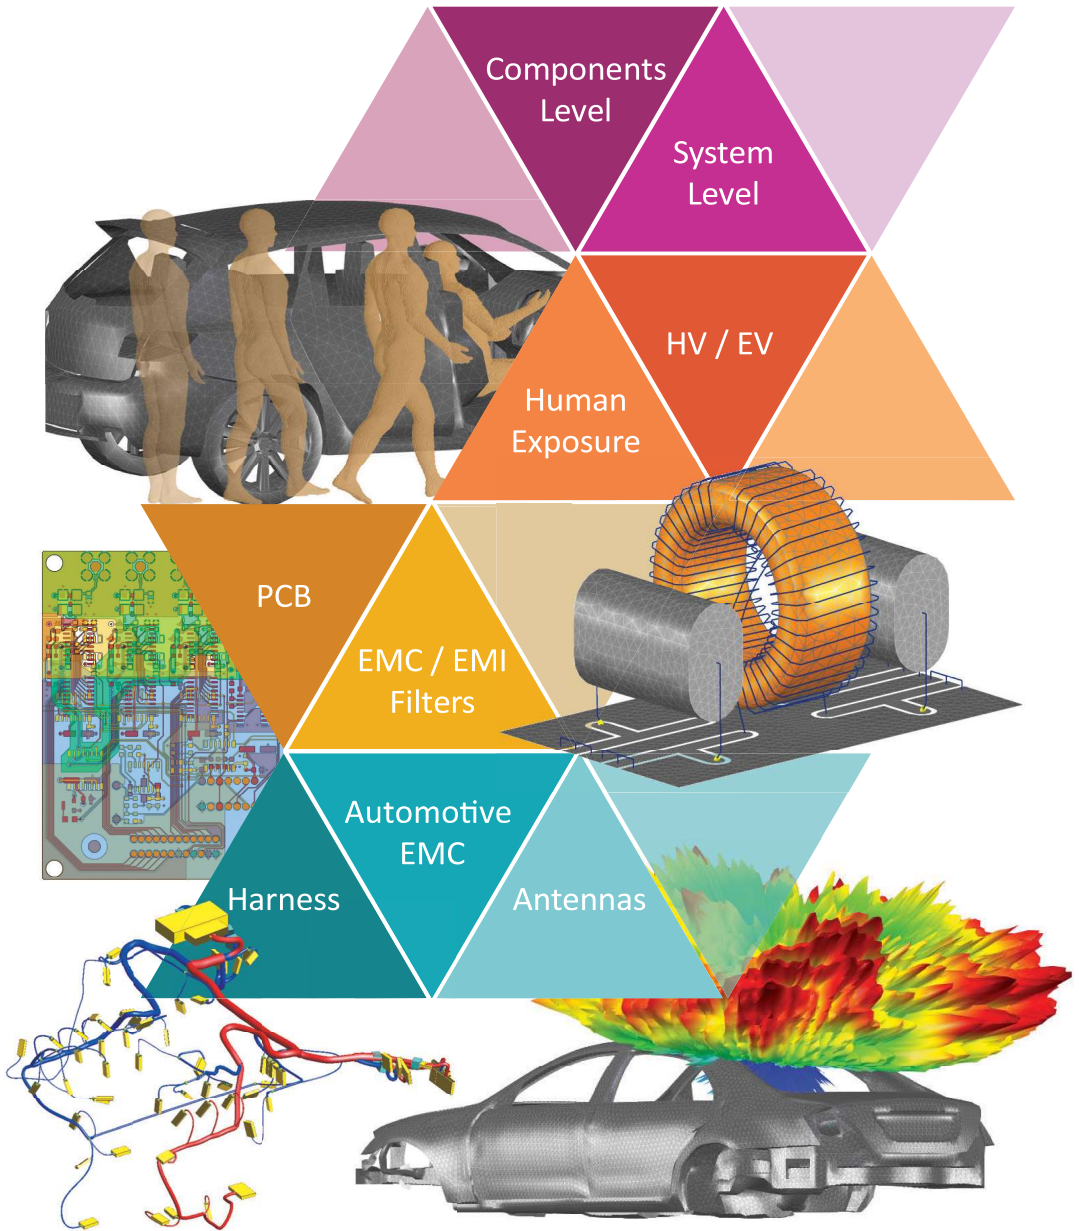 Components
Level
System
Level
HV / EV
Human
Exposure
PCB
EMC / EMI
Filters
Automotive
EMC
Harness
Antennas